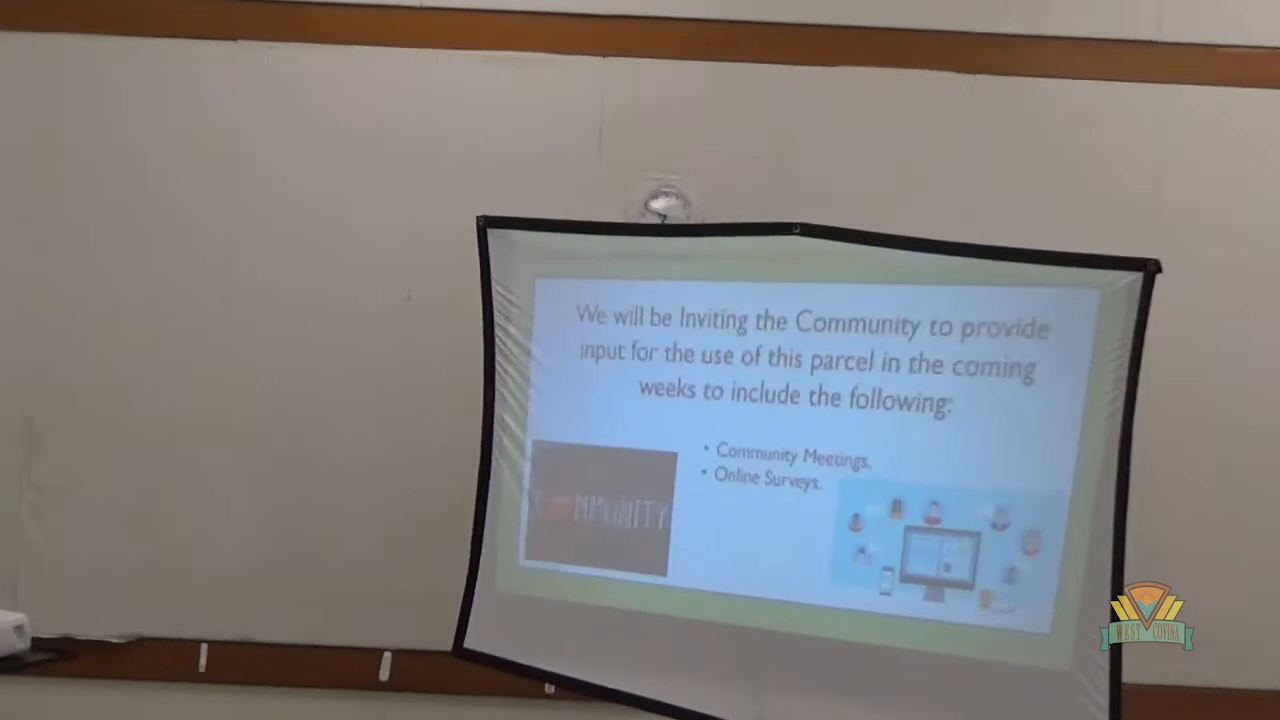 We will be Inviting the Community to provide
input for the use of this parcel in the coming
weeks to include the following:
• Community Meetings.
• Online Surveys.
COMMUNITY
WEST COVINA